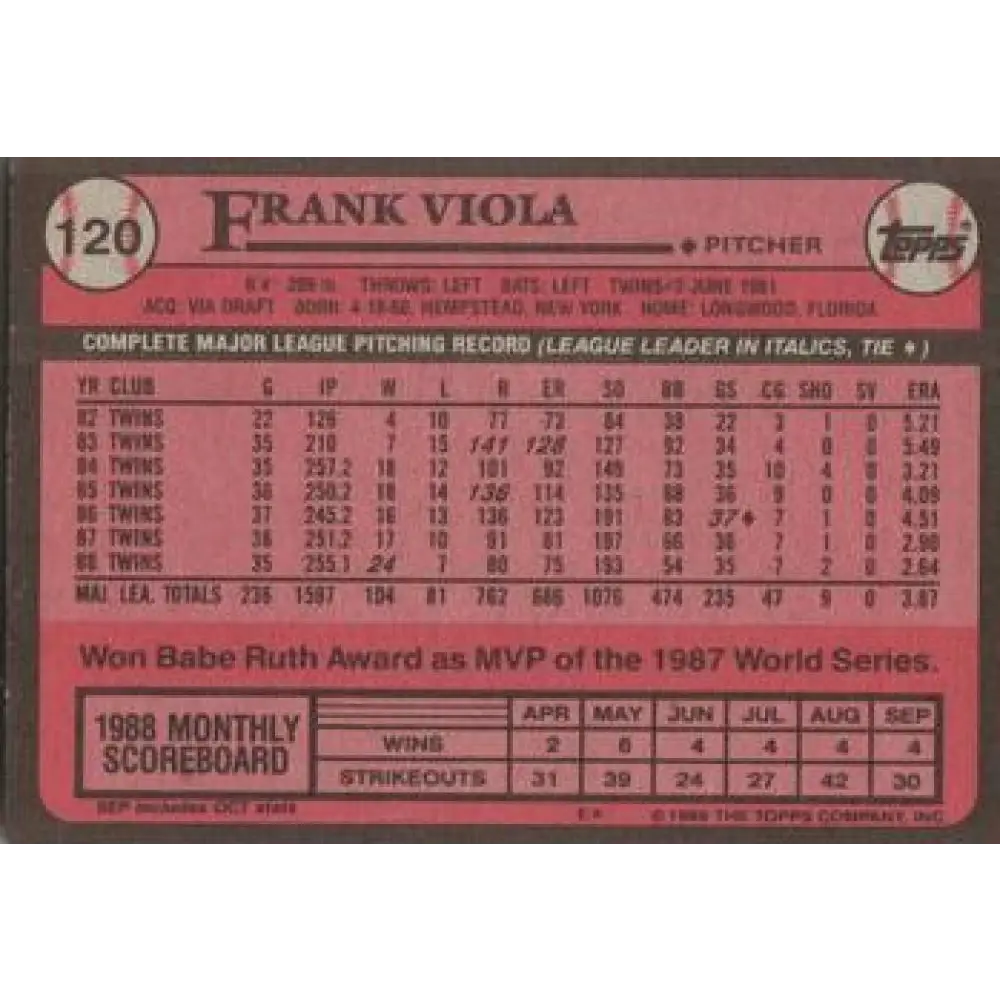 120
FRANK VIOLA
PITCHER
TOPPS
THROWS: LEFT BATS: LEFT
ACQ: VIA DRAFT BORN: 4-19-60, HEMPSTEAD, NEW YORK HOME: LONGWOOD, FLORIDA
COMPLETE MAJOR LEAGUE PITCHING RECORD (LEAGUE LEADER IN ITALICS, TIE ♦)
YR CLUB G IP W L R ER SO BB GS CG SHO SV ERA
82 TWINS 22 126 4 10 77 73 84 38 22 3 1 0 5.21
83 TWINS 35 210 7 15 141 128 127 92 34 4 0 0 5.49
84 TWINS 35 257.2 18 12 101 92 149 73 35 10 4 0 3.21
85 TWINS 36 250.2 18 14 136 114 135 68 36 9 0 0 4.09
86 TWINS 37 245.2 16 13 136 123 191 83 37♦ 7 1 0 4.51
87 TWINS 36 251.2 17 10 91 81 197 66 36 7 1 0 2.90
88 TWINS 35 255.1 24 7 80 75 193 54 35 7 2 0 2.64
MAJ. LEA. TOTALS 236 1597 104 81 762 686 1076 474 235 47 9 0 3.87
Won Babe Ruth Award as MVP of the 1987 World Series.
1988 MONTHLY SCOREBOARD
APR MAY JUN JUL AUG SEP
WINS 2 6 4 4 4 4
STRIKEOUTS 31 39 24 27 42 30
SEP includes OCT stats
© 1989 THE TOPPS COMPANY, INC.